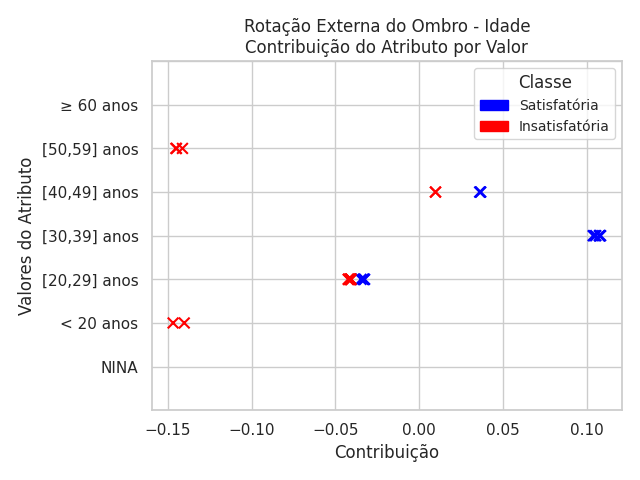 Rotação Externa do Ombro - Idade
Contribuição do Atributo por Valor
Classe
Satisfatória
Insatisfatória
Valores do Atributo
≥ 60 anos
[50,59] anos
[40,49] anos
[30,39] anos
[20,29] anos
< 20 anos
NINA
−0.15
−0.10
−0.05
0.00
0.05
0.10
Contribuição